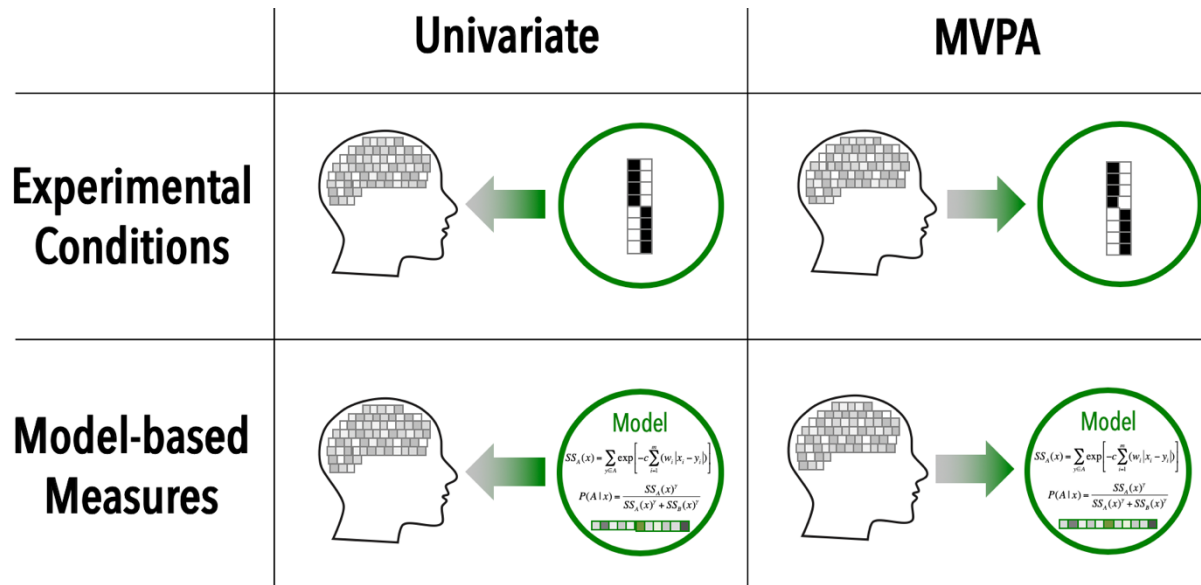 Univariate
MVPA
Experimental
Conditions
Model-based
Measures
Model
SS_A(x) = ∑_{y∈A} exp[−c∑_{i=1}^{m}(w_i|x_i − y_i|)]
P(A|x) = SS_A(x)^γ / (SS_A(x)^γ + SS_B(x)^γ)
Model
SS_A(x) = ∑_{y∈A} exp[−c∑_{i=1}^{m}(w_i|x_i − y_i|)]
P(A|x) = SS_A(x)^γ / (SS_A(x)^γ + SS_B(x)^γ)